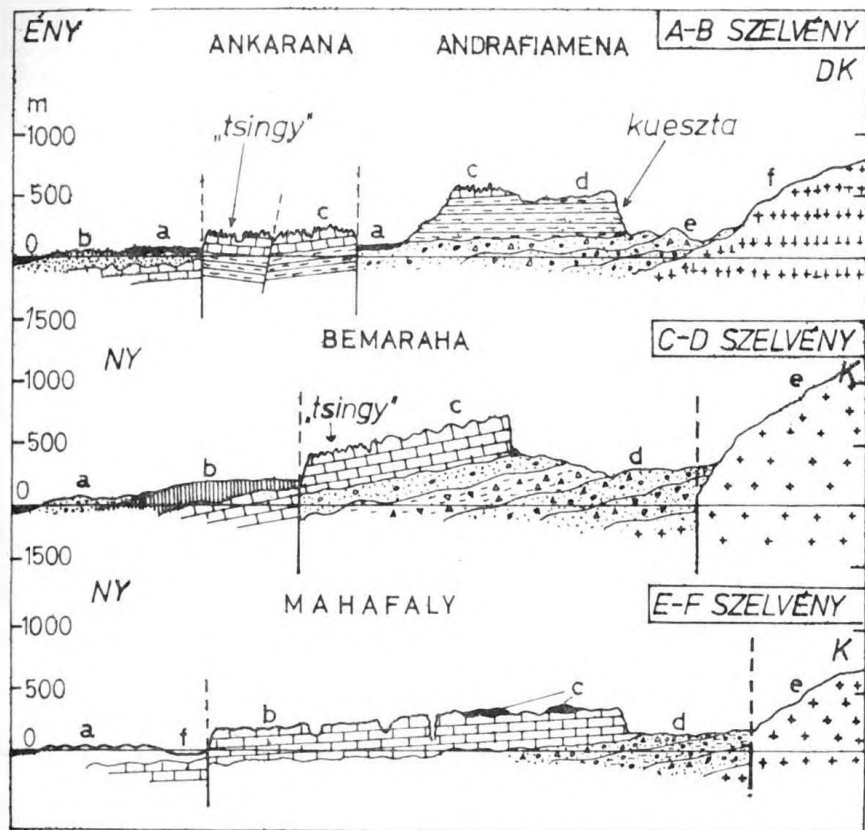 ÉNY ANKARANA ANDRAFIAMENA A-B SZELVÉNY
DK
m
1000
„tsingy" kueszta
500
c d f
b a c a e
0
1500
NY BEMARAHA C-D SZELVÉNY
1000 e K
„tsingy" c
500
a b d
0
1500
NY MAHAFALY E-F SZELVÉNY
1000 K
500
a f b c d e
0